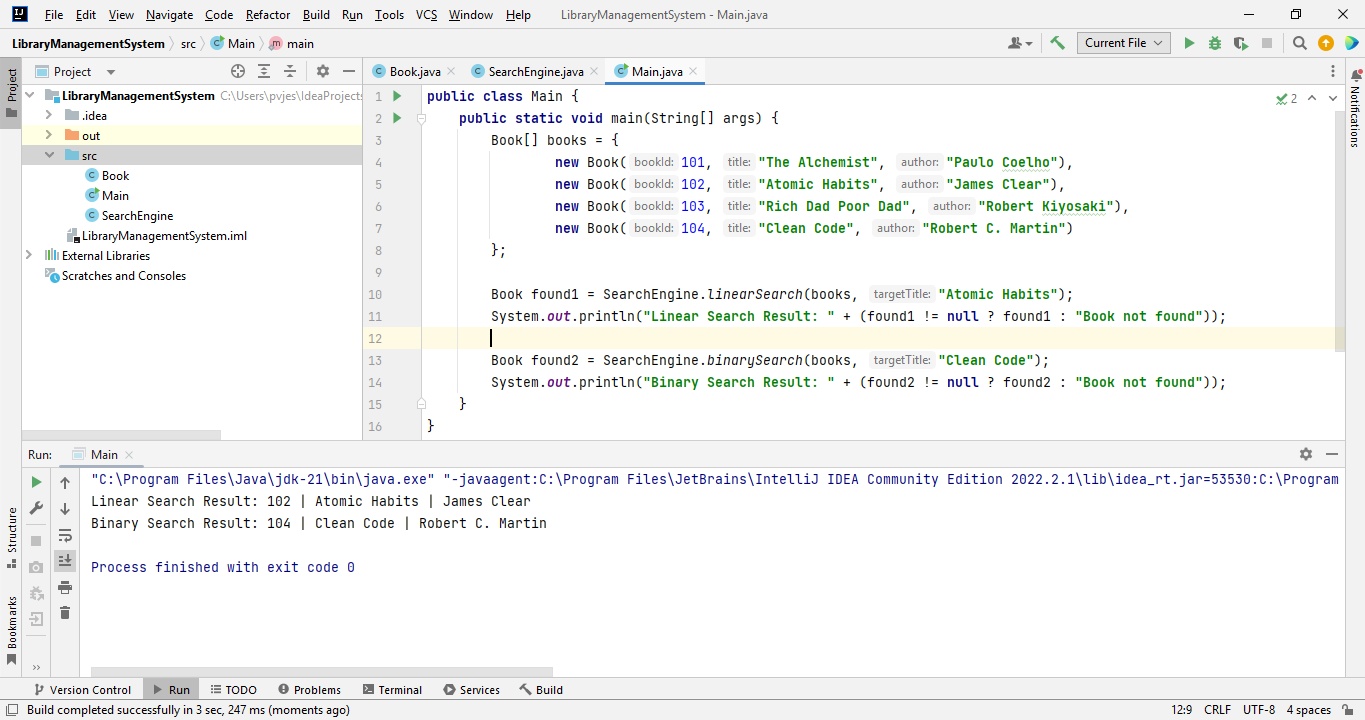 File Edit View Navigate Code Refactor Build Run Tools VCS Window Help LibraryManagementSystem - Main.java
LibraryManagementSystem src Main main Current File
Project
Project
Book.java SearchEngine.java Main.java
LibraryManagementSystem C:\Users\pvjes\IdeaProjects
.idea
out
src
Book
Main
SearchEngine
LibraryManagementSystem.iml
External Libraries
Scratches and Consoles
2
1 public class Main {
2 public static void main(String[] args) {
3 Book[] books = {
4 new Book( bookId: 101, title: "The Alchemist", author: "Paulo Coelho"),
5 new Book( bookId: 102, title: "Atomic Habits", author: "James Clear"),
6 new Book( bookId: 103, title: "Rich Dad Poor Dad", author: "Robert Kiyosaki"),
7 new Book( bookId: 104, title: "Clean Code", author: "Robert C. Martin")
8 };
9
10 Book found1 = SearchEngine.linearSearch(books, targetTitle: "Atomic Habits");
11 System.out.println("Linear Search Result: " + (found1 != null ? found1 : "Book not found"));
12
13 Book found2 = SearchEngine.binarySearch(books, targetTitle: "Clean Code");
14 System.out.println("Binary Search Result: " + (found2 != null ? found2 : "Book not found"));
15 }
16 }
Notifications
Run: Main
"C:\Program Files\Java\jdk-21\bin\java.exe" "-javaagent:C:\Program Files\JetBrains\IntelliJ IDEA Community Edition 2022.2.1\lib\idea_rt.jar=53530:C:\Program
Linear Search Result: 102 | Atomic Habits | James Clear
Binary Search Result: 104 | Clean Code | Robert C. Martin
Process finished with exit code 0
Structure
Bookmarks
Version Control Run TODO Problems Terminal Services Build
Build completed successfully in 3 sec, 247 ms (moments ago) 12:9 CRLF UTF-8 4 spaces